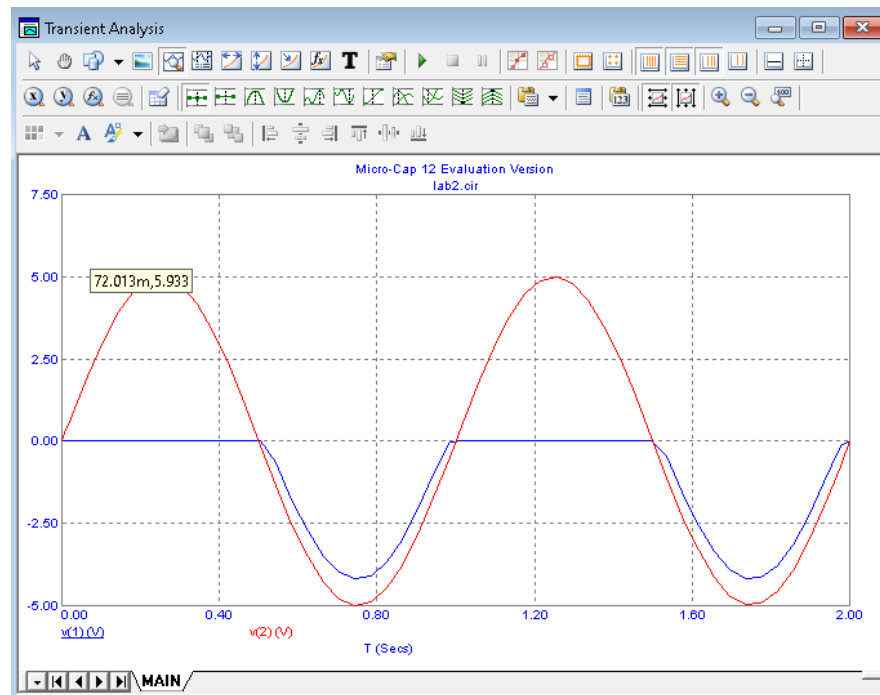 Transient Analysis
T
Micro-Cap 12 Evaluation Version
lab2.cir
7.50
5.00
72.013m,5.933
2.50
0.00
-2.50
-5.00
0.00 0.40 0.80 1.20 1.60 2.00
v(1) (V) v(2) (V)
T (Secs)
MAIN